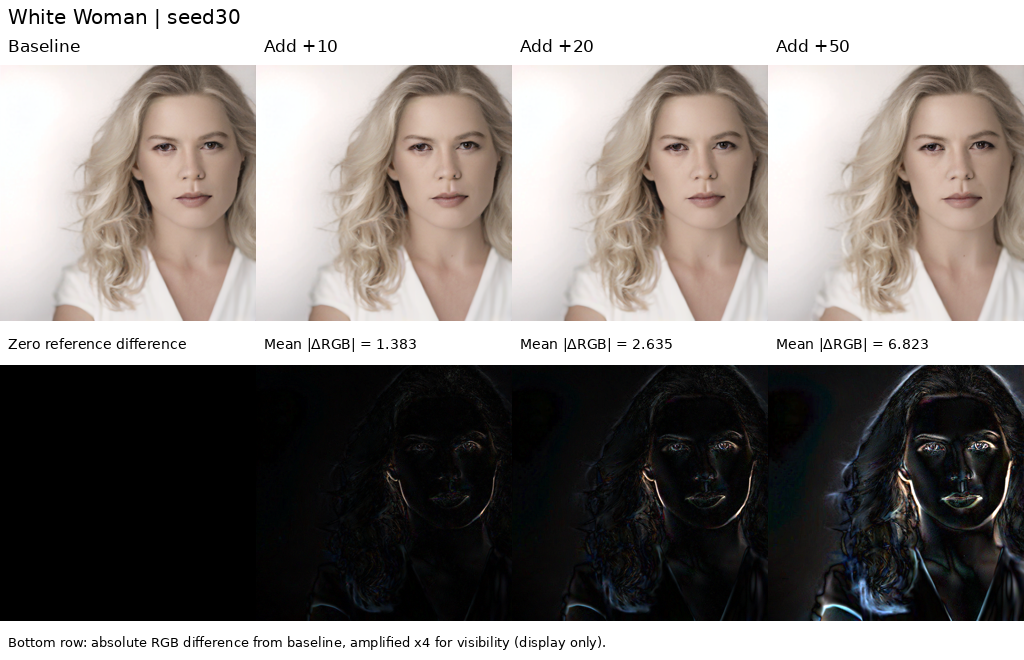 White Woman | seed30
Baseline
Add +10
Add +20
Add +50
Zero reference difference
Mean |ΔRGB| = 1.383
Mean |ΔRGB| = 2.635
Mean |ΔRGB| = 6.823
Bottom row: absolute RGB difference from baseline, amplified x4 for visibility (display only).